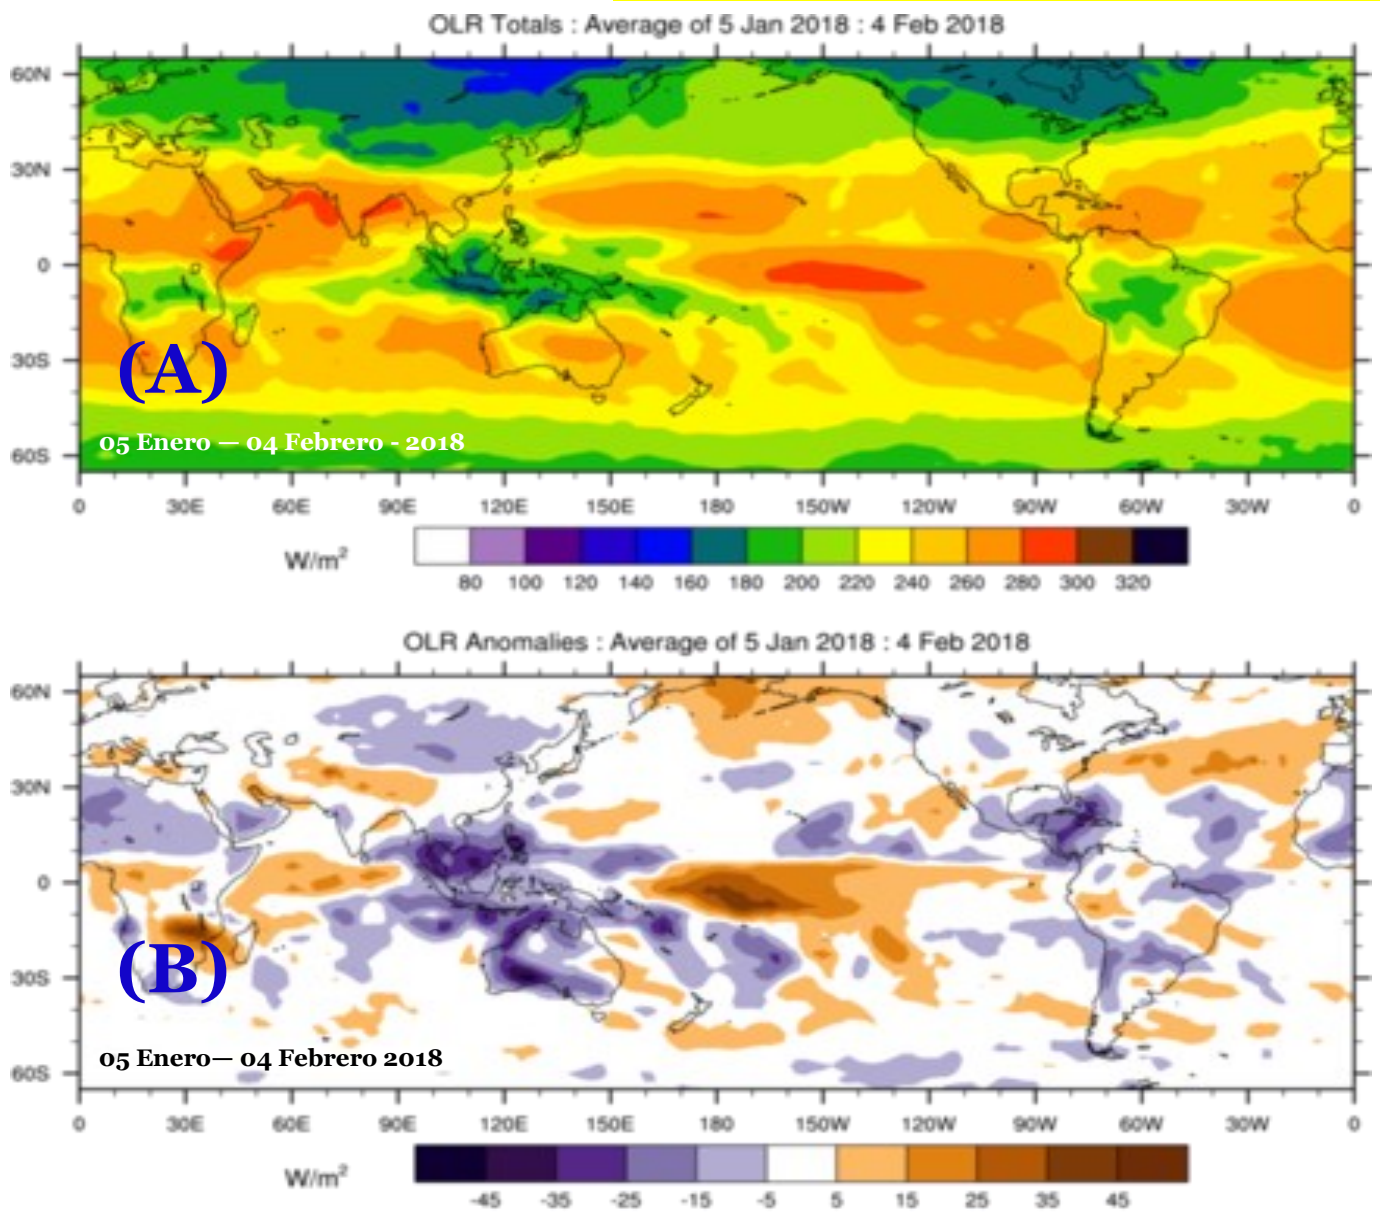 OLR Totals : Average of 5 Jan 2018 : 4 Feb 2018
60N
30N
0
30S
60S
(A)
05 Enero — 04 Febrero - 2018
0 30E 60E 90E 120E 150E 180 150W 120W 90W 60W 30W 0
W/m²
80 100 120 140 160 180 200 220 240 260 280 300 320
OLR Anomalies : Average of 5 Jan 2018 : 4 Feb 2018
60N
30N
0
30S
60S
(B)
05 Enero— 04 Febrero 2018
0 30E 60E 90E 120E 150E 180 150W 120W 90W 60W 30W 0
W/m²
-45 -35 -25 -15 -5 5 15 25 35 45